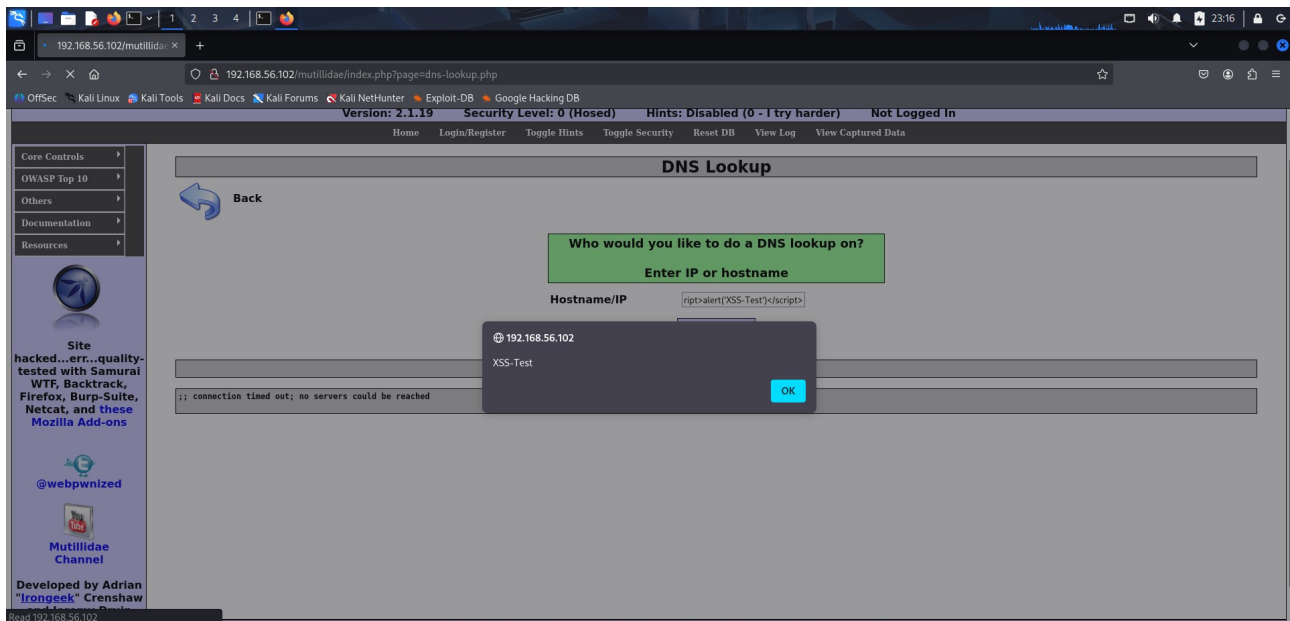 1 2 3 4
23:16
192.168.56.102/mutillidae
192.168.56.102/mutillidae/index.php?page=dns-lookup.php
OffSec Kali Linux Kali Tools Kali Docs Kali Forums Kali NetHunter Exploit-DB Google Hacking DB
Version: 2.1.19 Security Level: 0 (Hosed) Hints: Disabled (0 - I try harder) Not Logged In
Home Login/Register Toggle Hints Toggle Security Reset DB View Log View Captured Data
Core Controls
OWASP Top 10
Others
Documentation
Resources
DNS Lookup
Back
Who would you like to do a DNS lookup on?
Enter IP or hostname
Hostname/IP
ript>alert('XSS-Test')</script>
192.168.56.102
XSS-Test
OK
;; connection timed out; no servers could be reached
Site
hacked...err...quality-
tested with Samurai
WTF, Backtrack,
Firefox, Burp-Suite,
Netcat, and these
Mozilla Add-ons
@webpwnized
You
Tube
Mutillidae
Channel
Developed by Adrian
"Irongeek" Crenshaw
Read 192.168.56.102